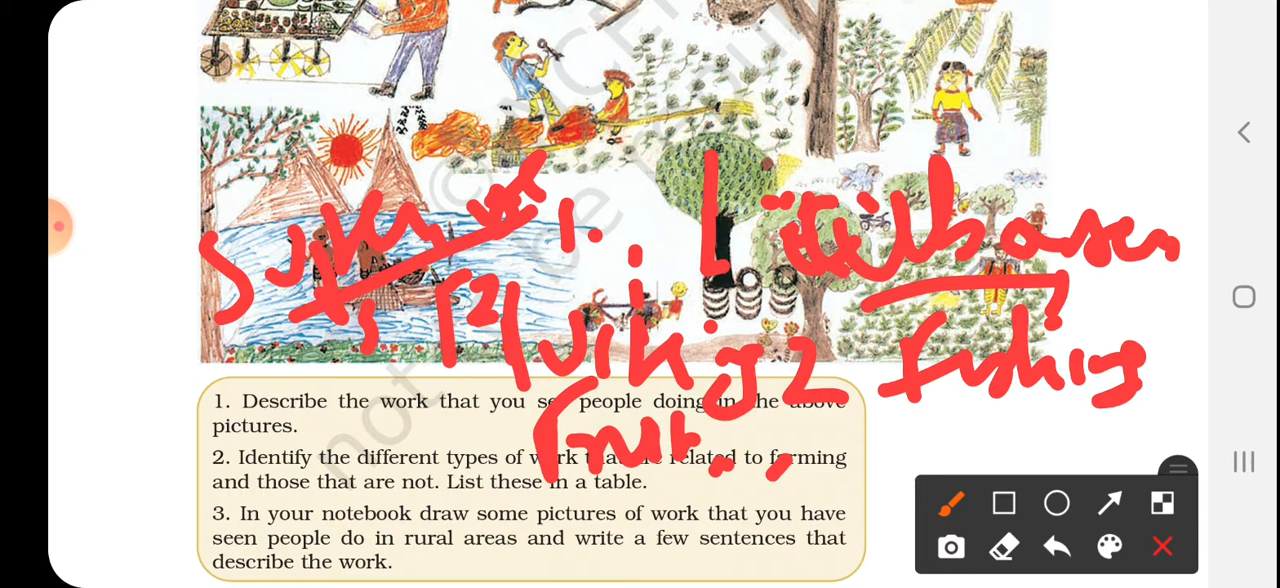 1. Describe the work that you see people doing in the above
pictures.
2. Identify the different types of work that are related to farming
and those that are not. List these in a table.
3. In your notebook draw some pictures of work that you have
seen people do in rural areas and write a few sentences that
describe the work.
1.
2 Fishing